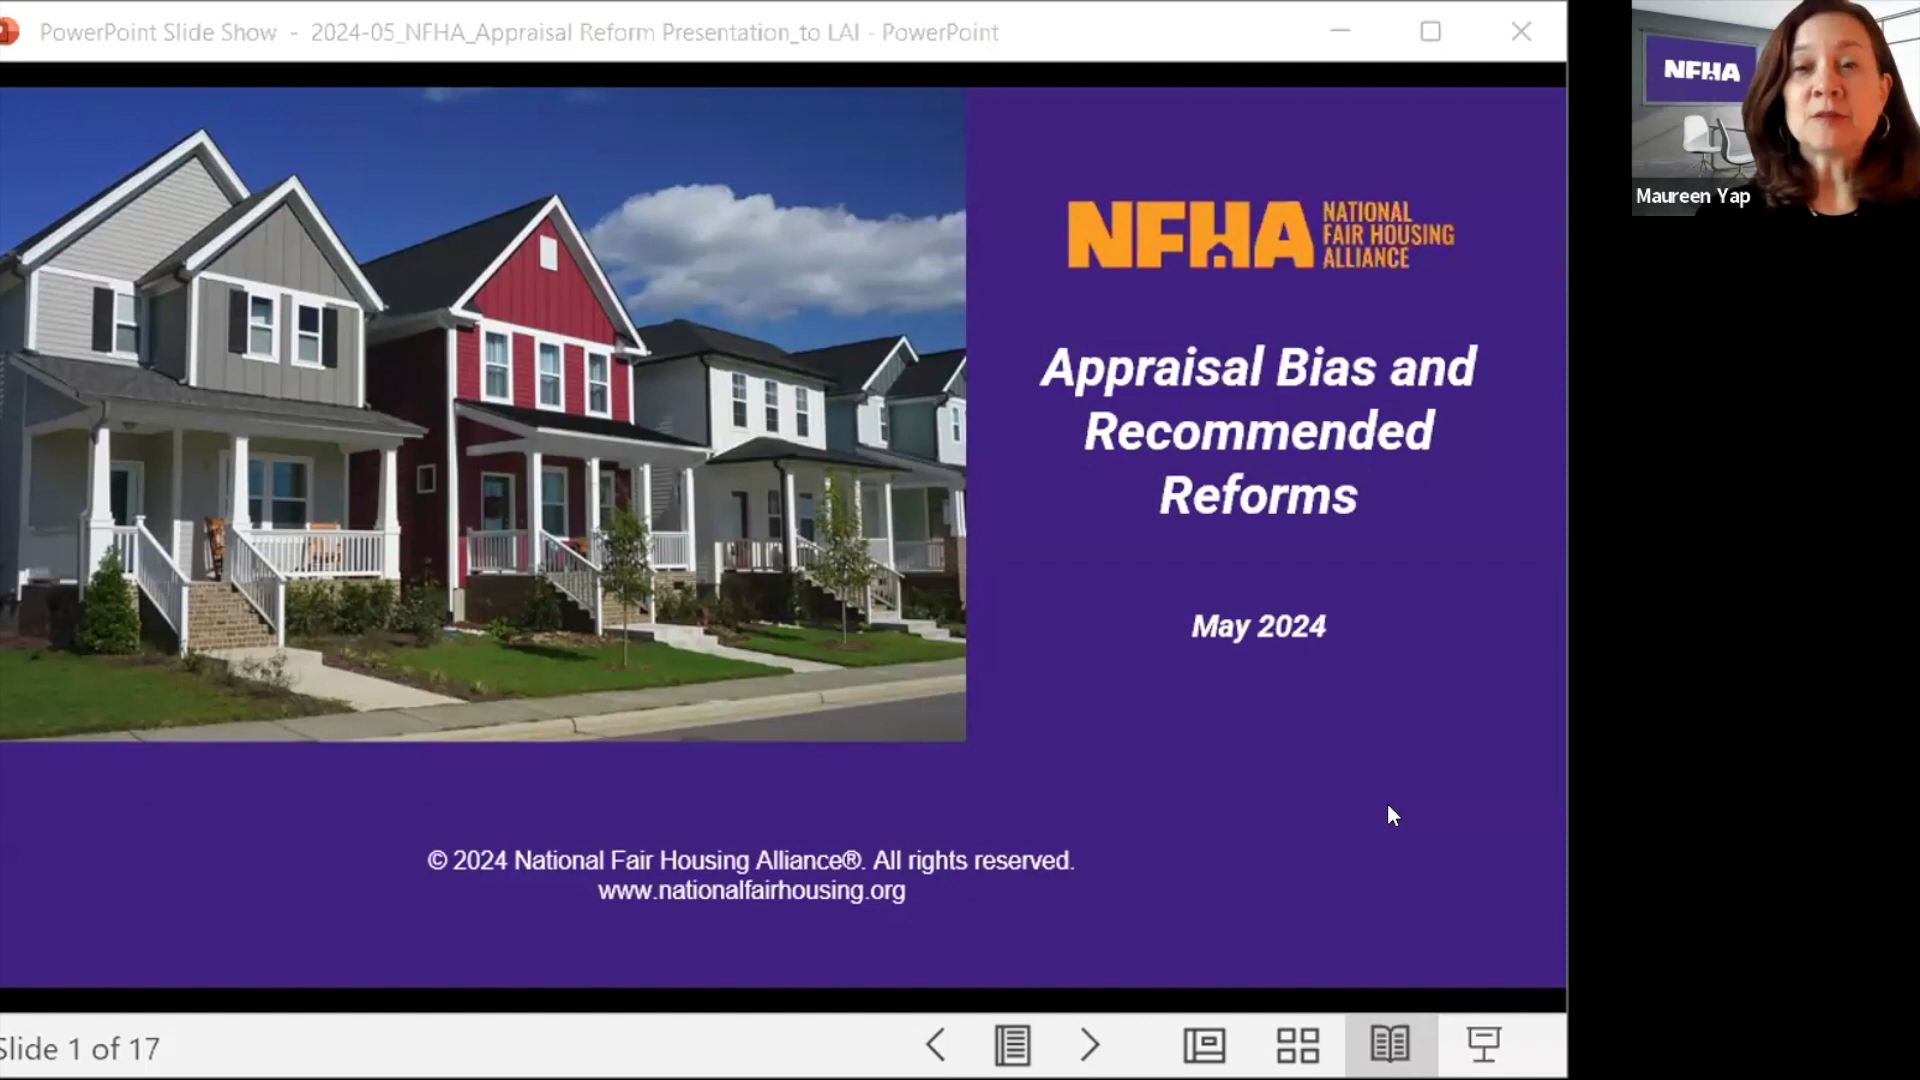 PowerPoint Slide Show - 2024-05_NFHA_Appraisal Reform Presentation_to LAI - PowerPoint
NFHA
Maureen Yap
NFHA NATIONAL
FAIR HOUSING
ALLIANCE
Appraisal Bias and
Recommended
Reforms
May 2024
© 2024 National Fair Housing Alliance®. All rights reserved.
www.nationalfairhousing.org
Slide 1 of 17